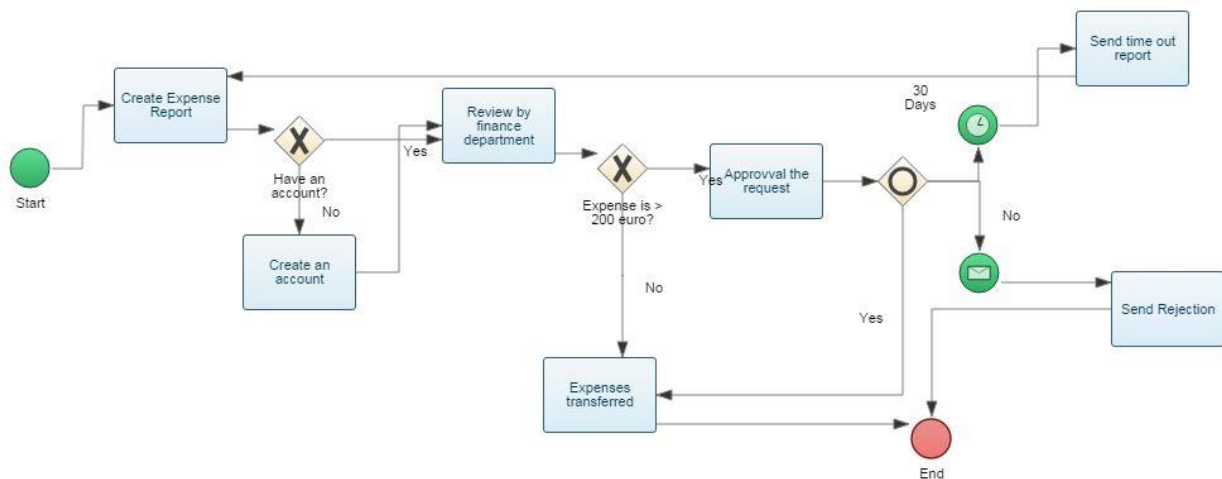 Start
Create Expense
Report
Have an
account?
Yes
No
Create an
account
Review by
finance
department
Expense is >
200 euro?
Yes
No
Approvval the
request
Expenses
transferred
Yes
30
Days
No
Send time out
report
Send Rejection
End